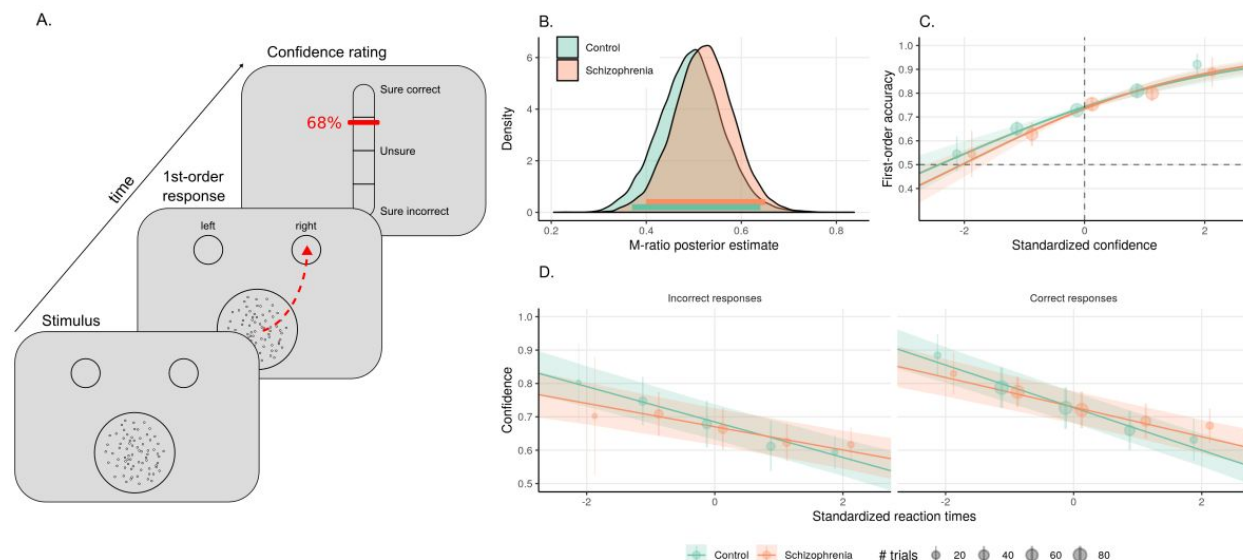 A.
Confidence rating
Sure correct
68%
Unsure
Sure incorrect
time
1st-order
response
left
right
Stimulus
B.
Control
Schizophrenia
Density
6
4
2
0
0.2
0.4
0.6
0.8
M-ratio posterior estimate
C.
First-order accuracy
1.0
0.9
0.8
0.7
0.6
0.5
0.4
-2
0
2
Standardized confidence
D.
Incorrect responses
Correct responses
Confidence
1.0
0.9
0.8
0.7
0.6
0.5
-2
0
2
-2
0
2
Standardized reaction times
Control
Schizophrenia
# trials
20
40
60
80